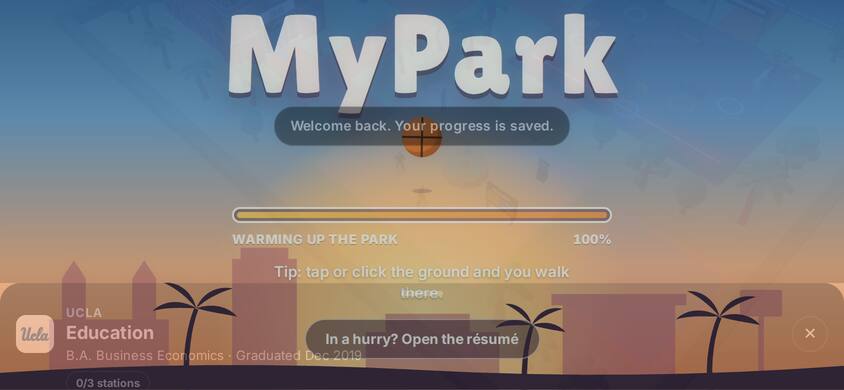 MyPark
Welcome back. Your progress is saved.
WARMING UP THE PARK 100%
Tip: tap or click the ground and you walk
there.
In a hurry? Open the résumé
Ucla
UCLA
Education
B.A. Business Economics · Graduated Dec 2019
0/3 stations
×